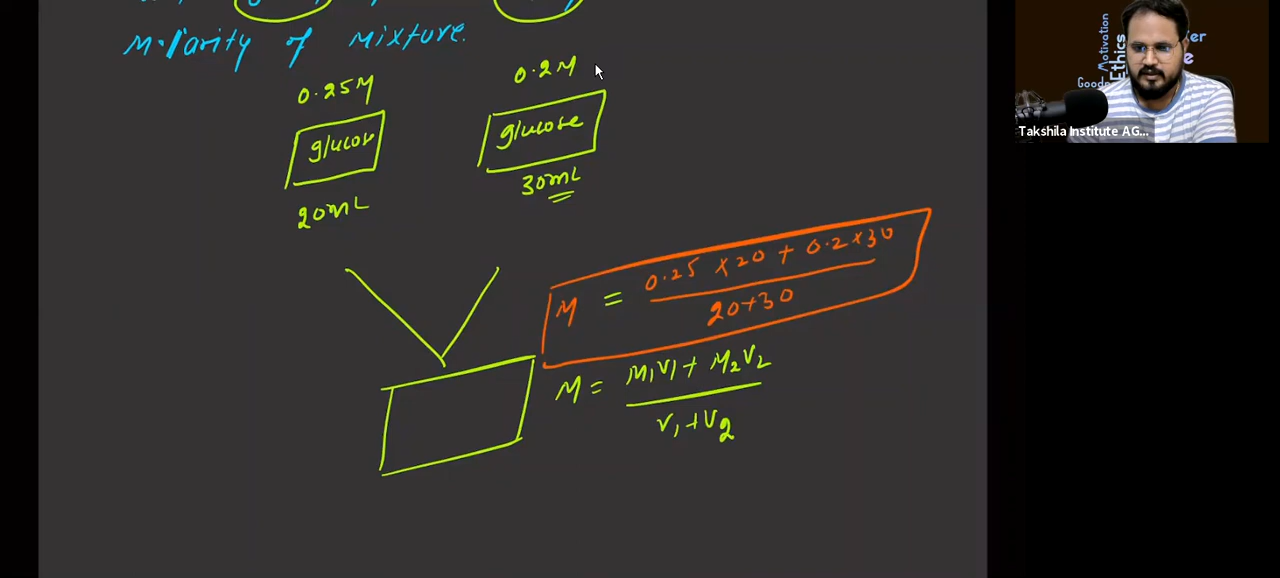 Molarity of mixture.
0.25M
0.2M
glucose
glucose
20mL
30mL
M = 0.25 × 20 + 0.2 × 30
20+30
M = M1V1 + M2V2
V1+V2
Motivation
Ethics
Good
Takshila Institute AG...